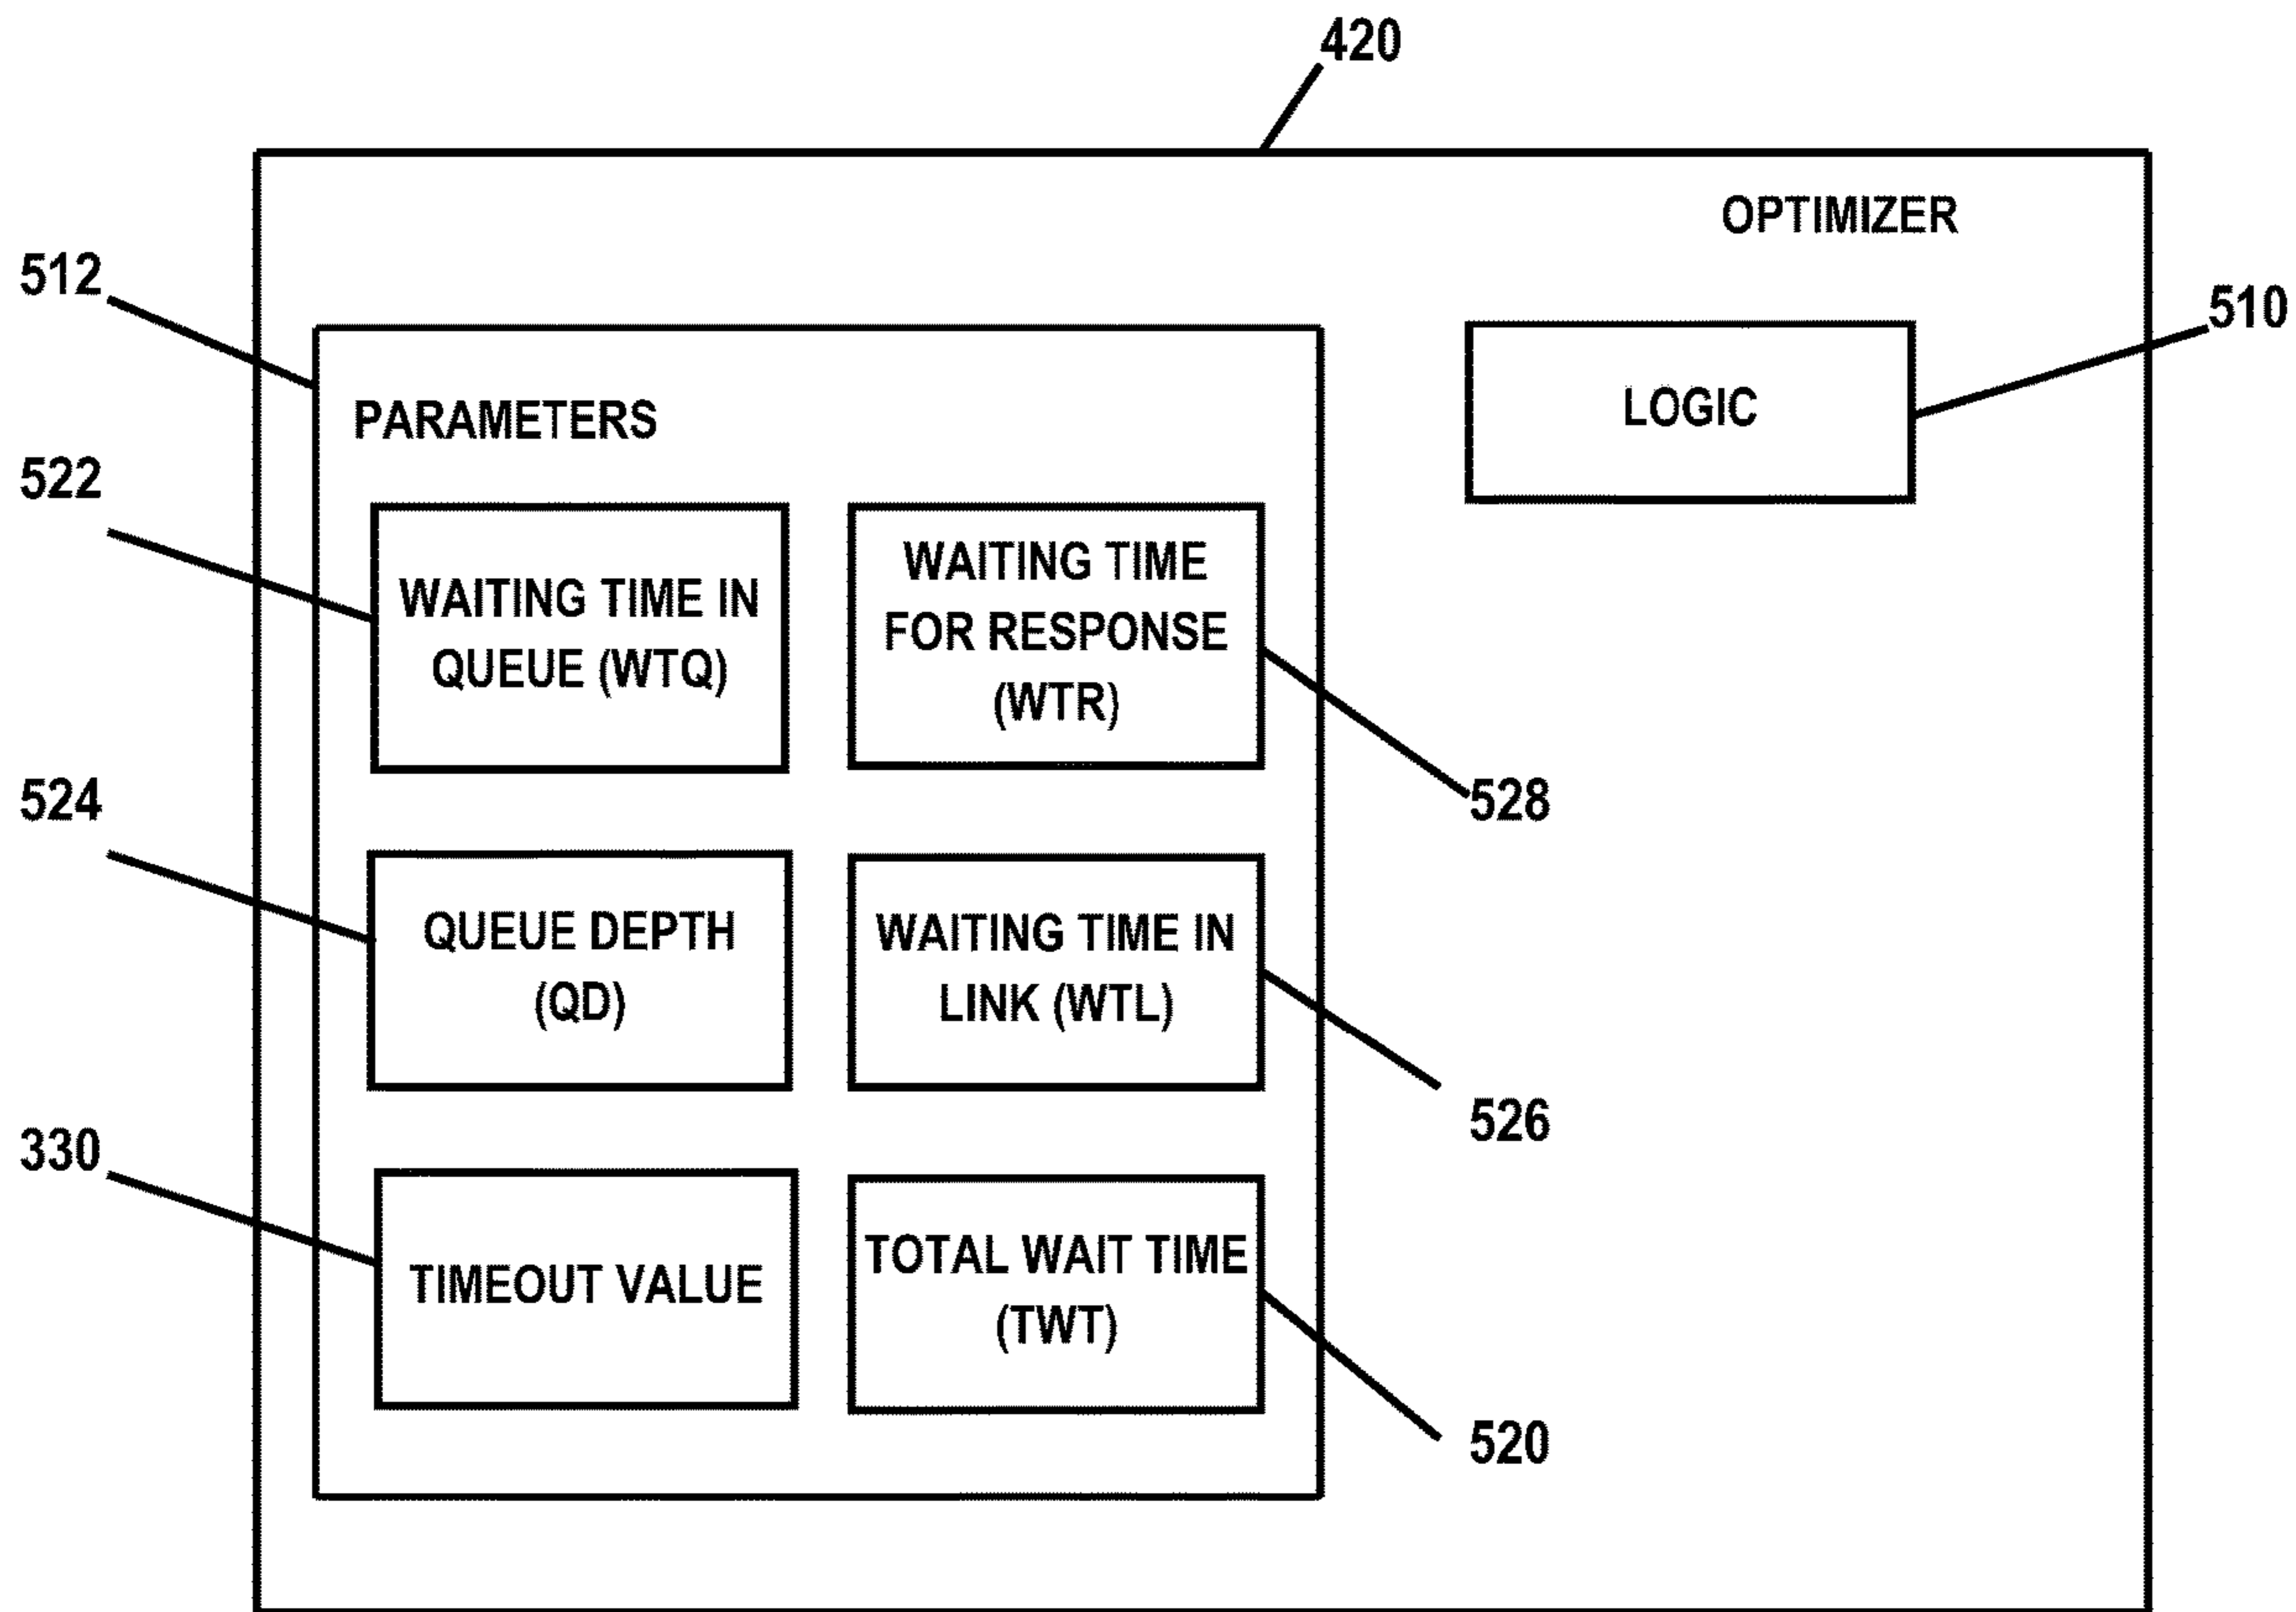 420
OPTIMIZER
512
510
LOGIC
PARAMETERS
522
WAITING TIME IN
QUEUE (WTQ)
WAITING TIME
FOR RESPONSE
(WTR)
528
524
QUEUE DEPTH
(QD)
WAITING TIME IN
LINK (WTL)
526
330
TIMEOUT VALUE
TOTAL WAIT TIME
(TWT)
520